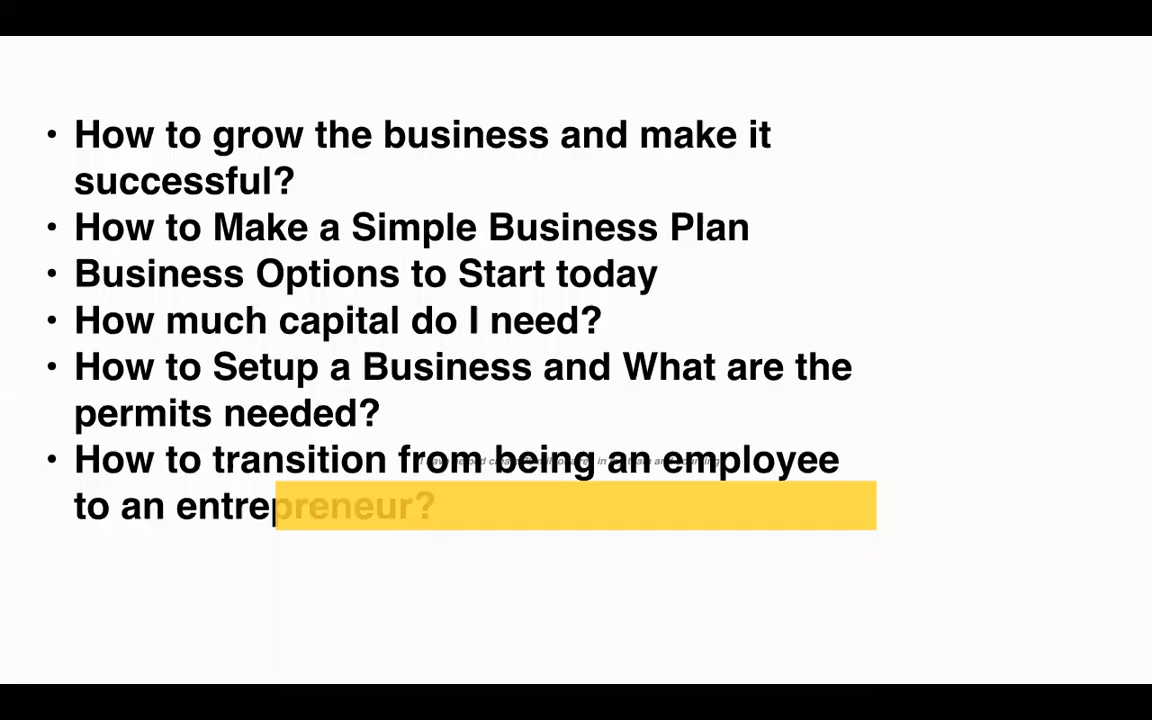 • How to grow the business and make it
successful?
• How to Make a Simple Business Plan
• Business Options to Start today
• How much capital do I need?
• How to Setup a Business and What are the
permits needed?
• How to transition from being an employee
to an entrepreneur?